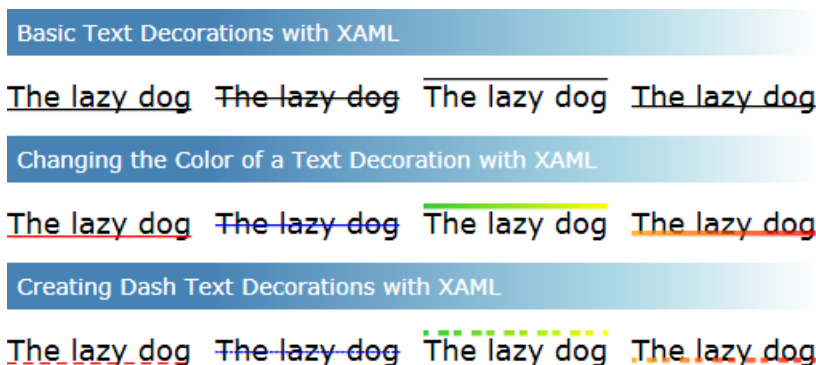 Basic Text Decorations with XAML
The lazy dog The lazy dog The lazy dog The lazy dog
Changing the Color of a Text Decoration with XAML
The lazy dog The lazy dog The lazy dog The lazy dog
Creating Dash Text Decorations with XAML
The lazy dog The lazy dog The lazy dog The lazy dog